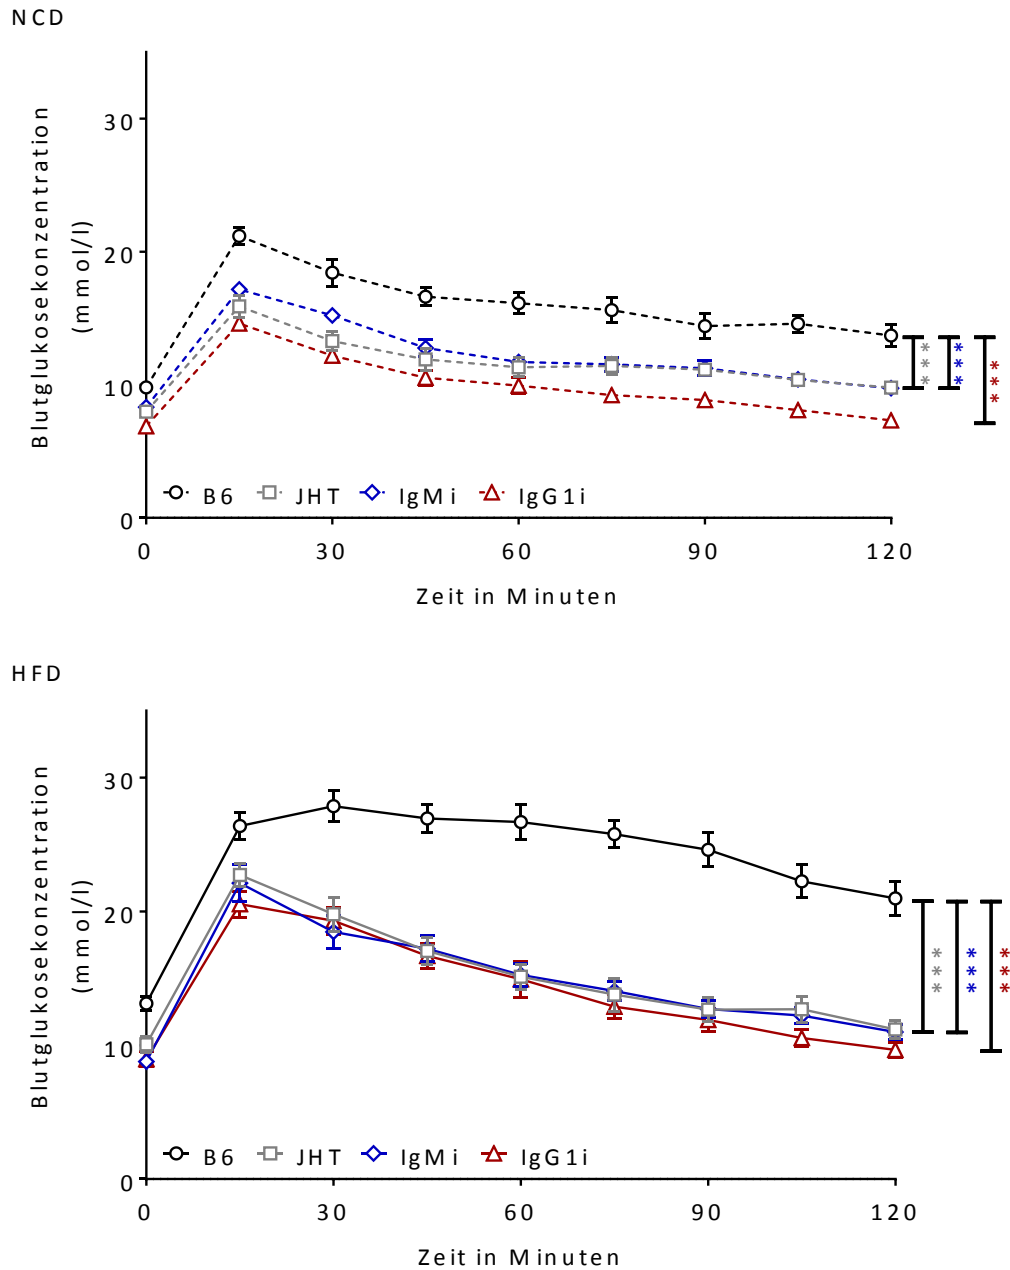 NCD
Blutglukosekonzentration
(mmol/l)
30
20
10
0
***
***
***
B6 JHT IgMi IgG1i
0 30 60 90 120
Zeit in Minuten
HFD
Blutglukosekonzentration
(mmol/l)
30
20
10
0
***
***
***
B6 JHT IgMi IgG1i
0 30 60 90 120
Zeit in Minuten